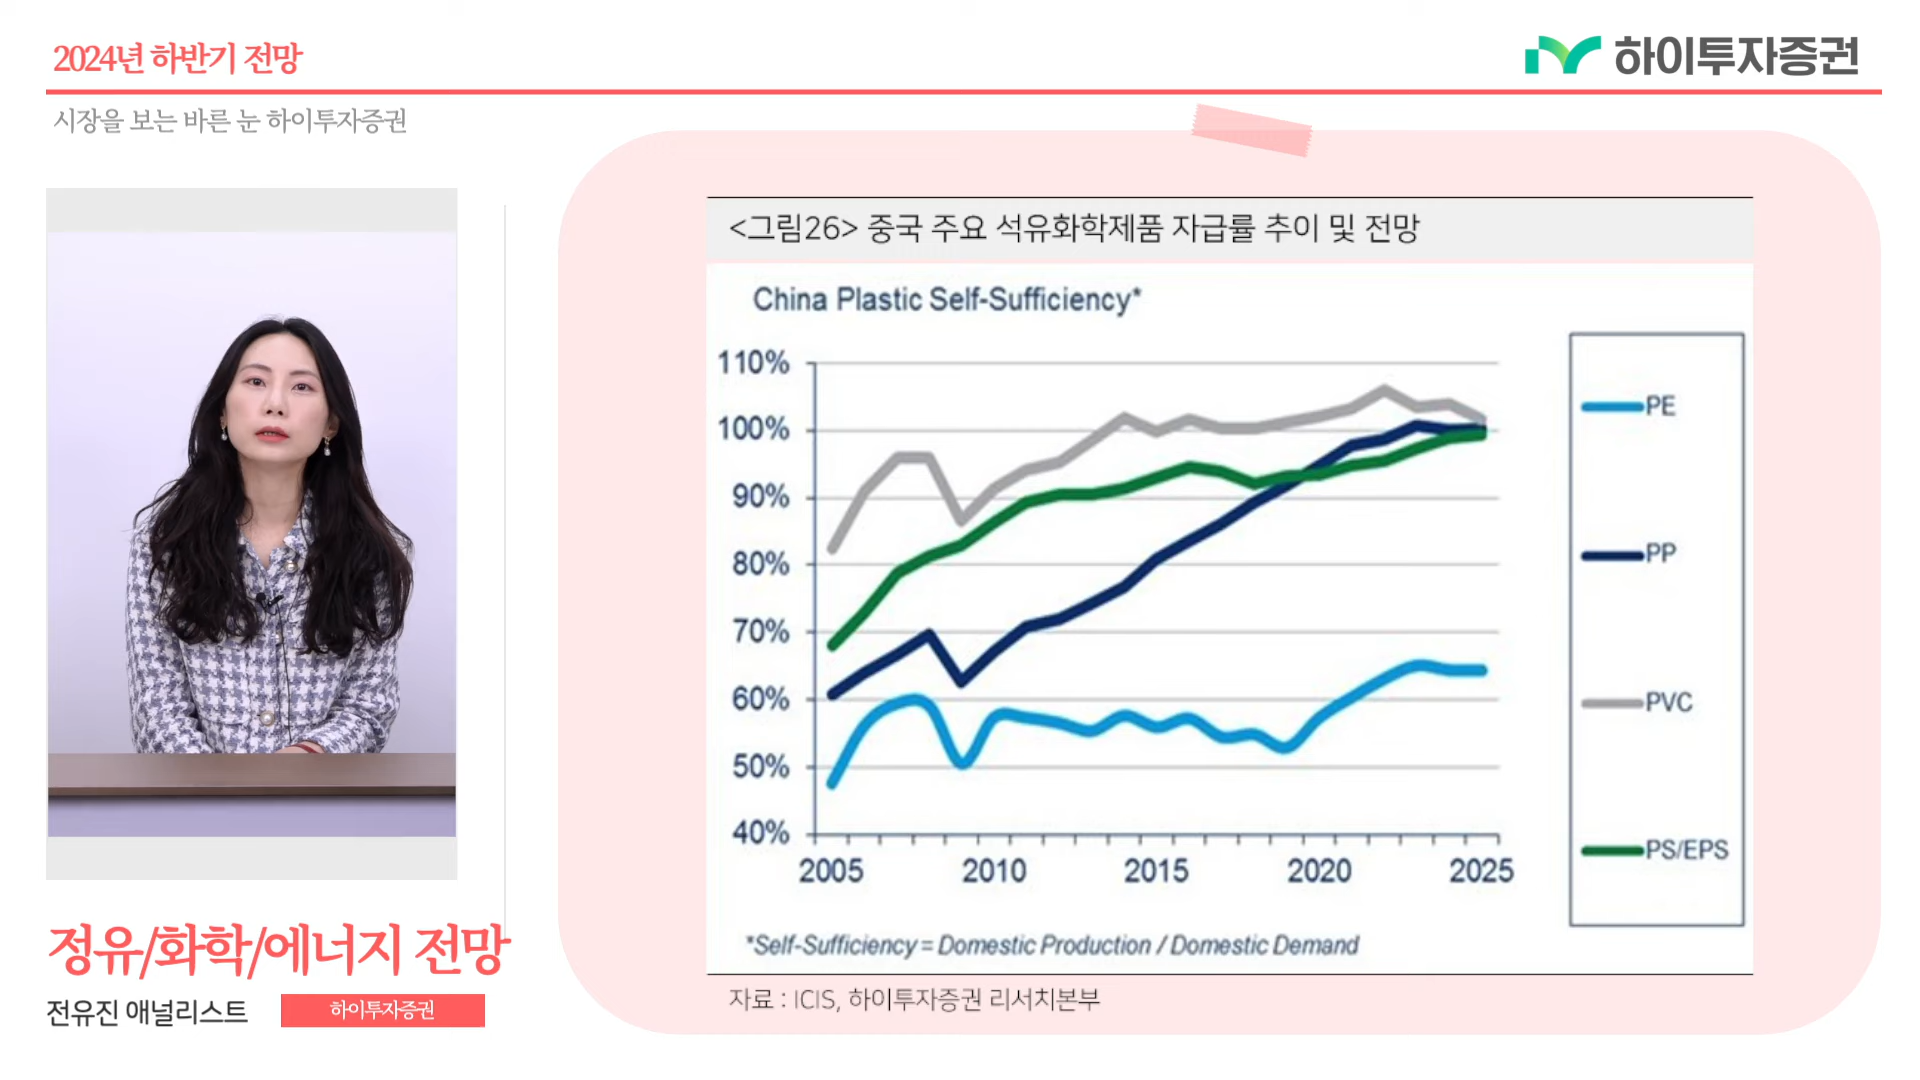 2024년 하반기 전망
하이투자증권
시장을 보는 바른 눈 하이투자증권
<그림26> 중국 주요 석유화학제품 자급률 추이 및 전망
China Plastic Self-Sufficiency*
110%
100%
90%
80%
70%
60%
50%
40%
2005 2010 2015 2020 2025
PE
PP
PVC
PS/EPS
*Self-Sufficiency = Domestic Production / Domestic Demand
자료 : ICIS, 하이투자증권 리서치본부
정유/화학/에너지 전망
전유진 애널리스트 하이투자증권